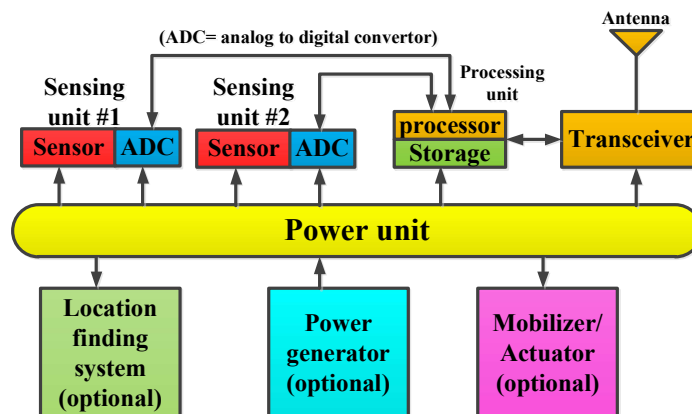 Antenna
(ADC= analog to digital convertor)
Sensing
unit #1
Sensing
unit #2
Processing
unit
Sensor
ADC
Sensor
ADC
processor
Storage
Transceiver
Power unit
Location
finding
system
(optional)
Power
generator
(optional)
Mobilizer/
Actuator
(optional)